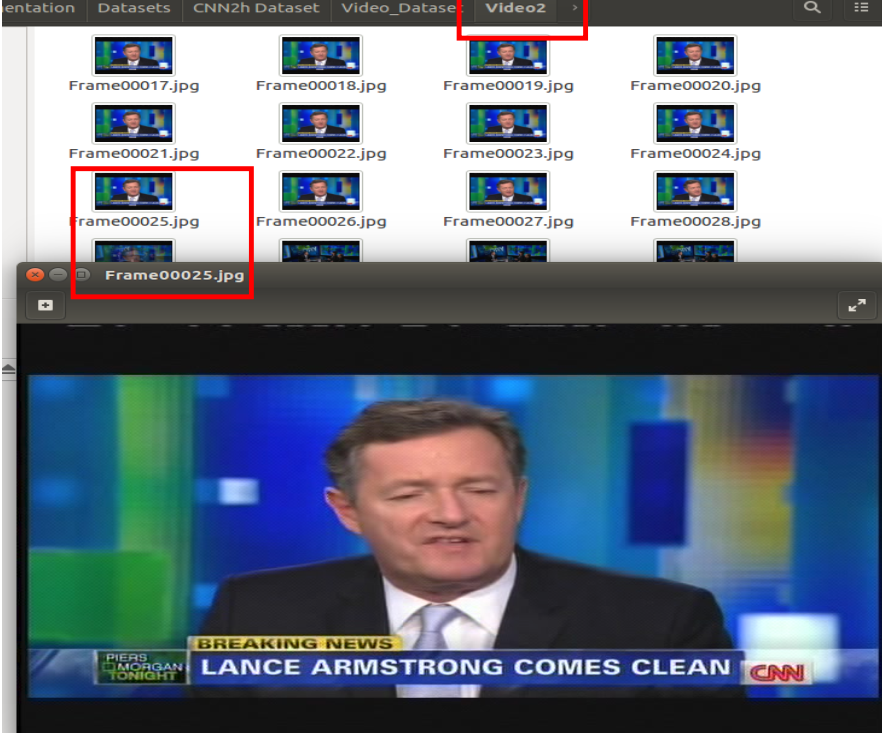 nentation Datasets CNN2h Dataset Video_Dataset Video2
Frame00017.jpg Frame00018.jpg Frame00019.jpg Frame00020.jpg
Frame00021.jpg Frame00022.jpg Frame00023.jpg Frame00024.jpg
Frame00025.jpg Frame00026.jpg Frame00027.jpg Frame00028.jpg
Frame00025.jpg
BREAKING NEWS
PIERS
MORGAN
TONIGHT
LANCE ARMSTRONG COMES CLEAN
CNN